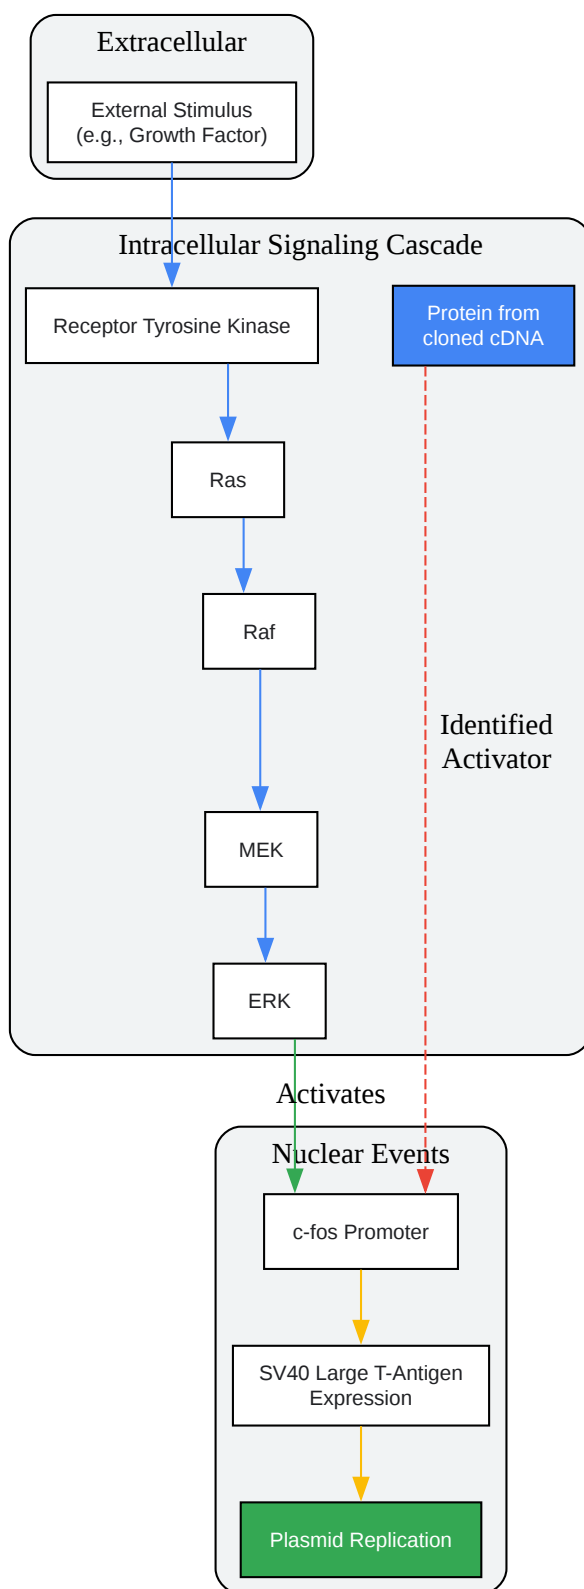 Extracellular
External Stimulus
(e.g., Growth Factor)
Intracellular Signaling Cascade
Receptor Tyrosine Kinase
Protein from
cloned cDNA
Ras
Raf
Identified
Activator
MEK
ERK
Activates
Nuclear Events
c-fos Promoter
SV40 Large T-Antigen
Expression
Plasmid Replication